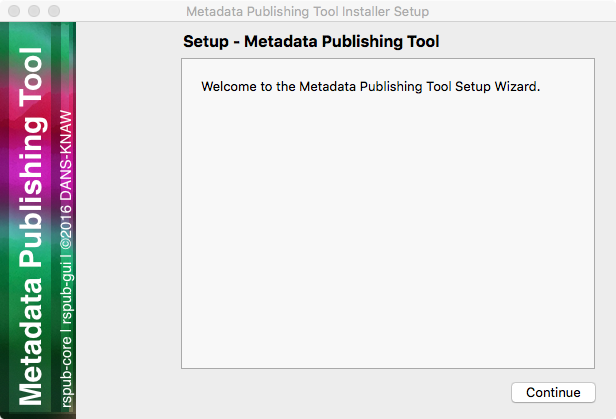 Metadata Publishing Tool Installer Setup
Setup - Metadata Publishing Tool
Welcome to the Metadata Publishing Tool Setup Wizard.
Metadata Publishing Tool
rspub-core | rspub-gui | ©2016 DANS-KNAW
Continue